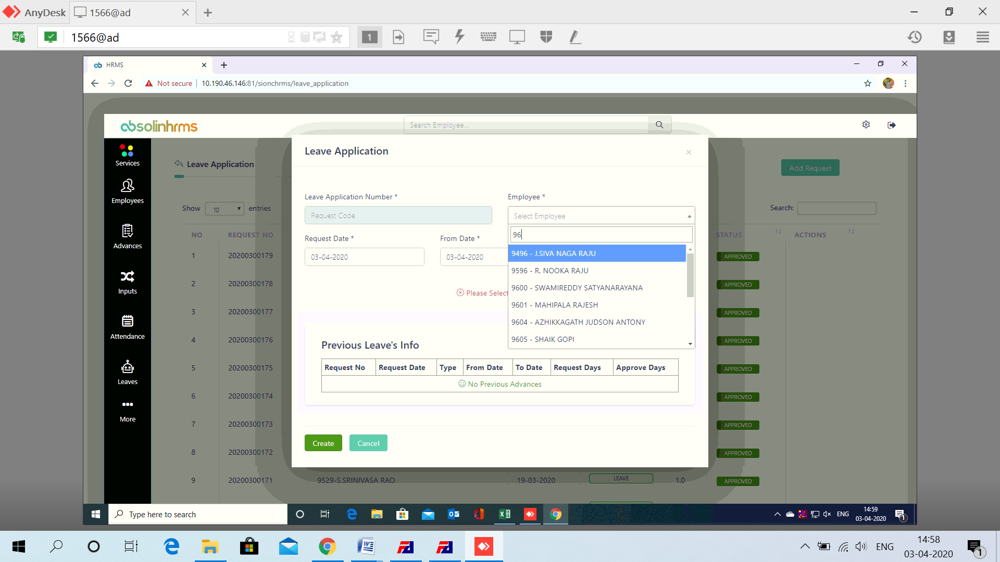 AnyDesk
1566@ad
1566@ad
1
HRMS
Not secure
10.190.46.146:81/sionchrms/leave_application
absolinhrms
Search Employee...
Services
Employees
Advances
Inputs
Attendance
Leaves
More
Leave Application
Add Request
Show 10 entries
Search:
NO REQUEST NO STATUS ACTIONS
1 20200300179 APPROVED
2 20200300178 APPROVED
3 20200300177 APPROVED
4 20200300176 APPROVED
5 20200300175 APPROVED
6 20200300174 APPROVED
7 20200300173 APPROVED
8 20200300172 APPROVED
9 20200300171 9529-S.SRINIVASA RAO 19-03-2020 LEAVE 1.0 APPROVED
Leave Application
Leave Application Number *
Request Code
Employee *
Select Employee
96
9496 - J.SIVA NAGA RAJU
9596 - R. NOOKA RAJU
9600 - SWAMIREDDY SATYANARAYANA
9601 - MAHIPALA RAJESH
9604 - AZHIKKAGATH JUDSON ANTONY
9605 - SHAIK GOPI
Request Date *
03-04-2020
From Date *
03-04-2020
Please Select
Previous Leave's Info
Request No Request Date Type From Date To Date Request Days Approve Days
No Previous Advances
Create Cancel
Type here to search
ENG
14:59
03-04-2020
1
ENG
14:58
03-04-2020
1